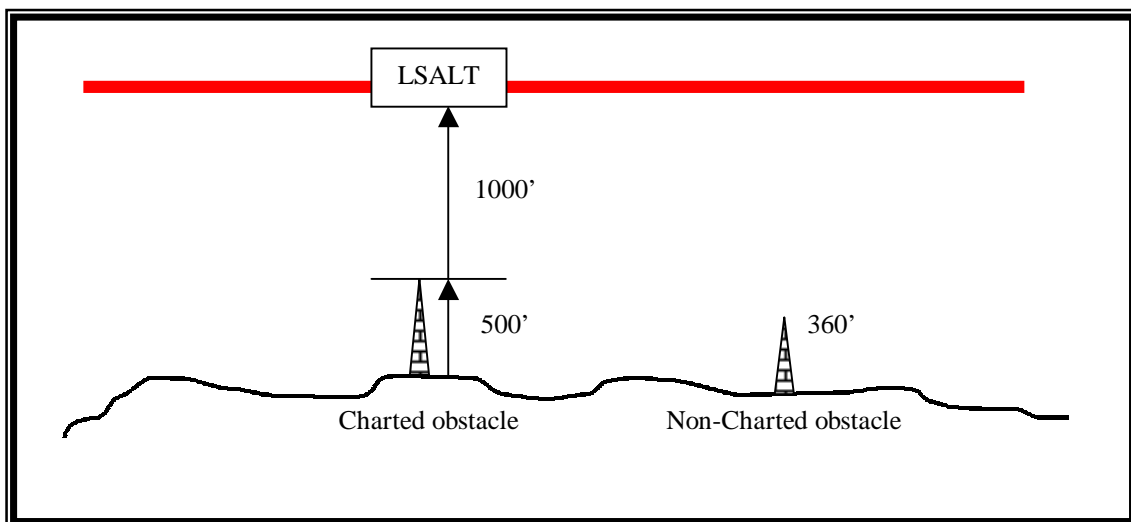 LSALT
1000’
500’
360’
Charted obstacle
Non-Charted obstacle